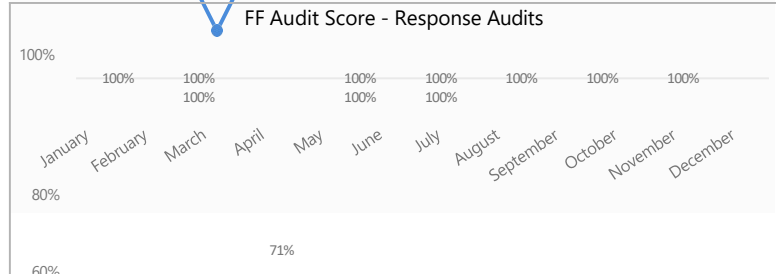 FF Audit Score - Response Audits
100%
100% 100% 100% 100% 100% 100% 100%
100% 100% 100%
January February March April May June July August September October November December
80%
71%
60%